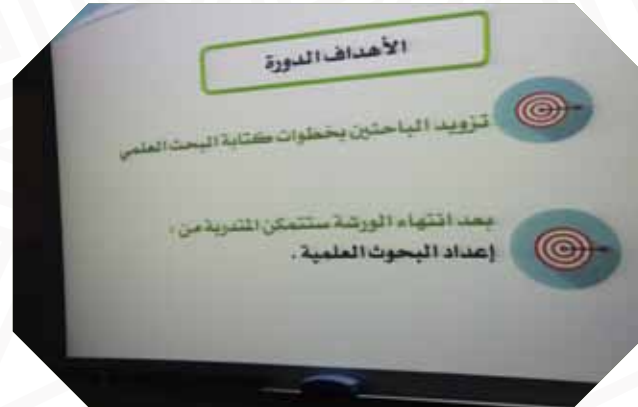 الأهداف الدورة
تزويد الباحثين بخطوات كتابة البحث العلمي
بعد انتهاء الورشة ستتمكن المتدربة من :
إعداد البحوث العلمية .